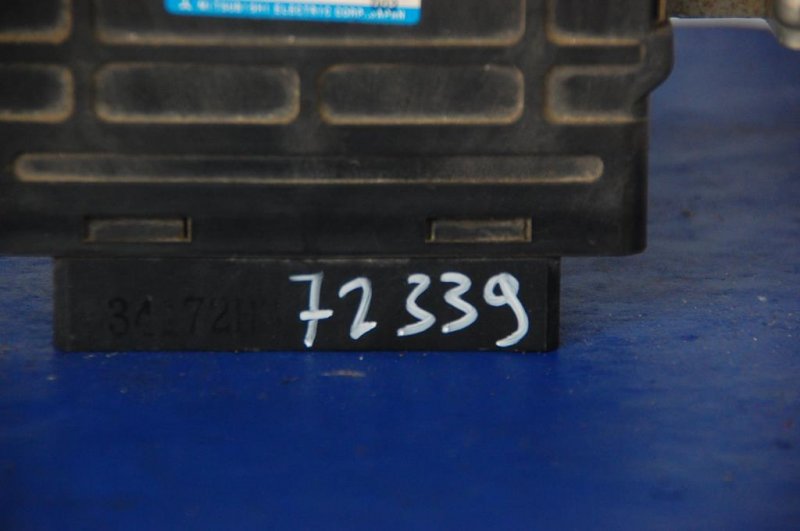 MITSUBISHI ELECTRIC CORP. JAPAN
72339